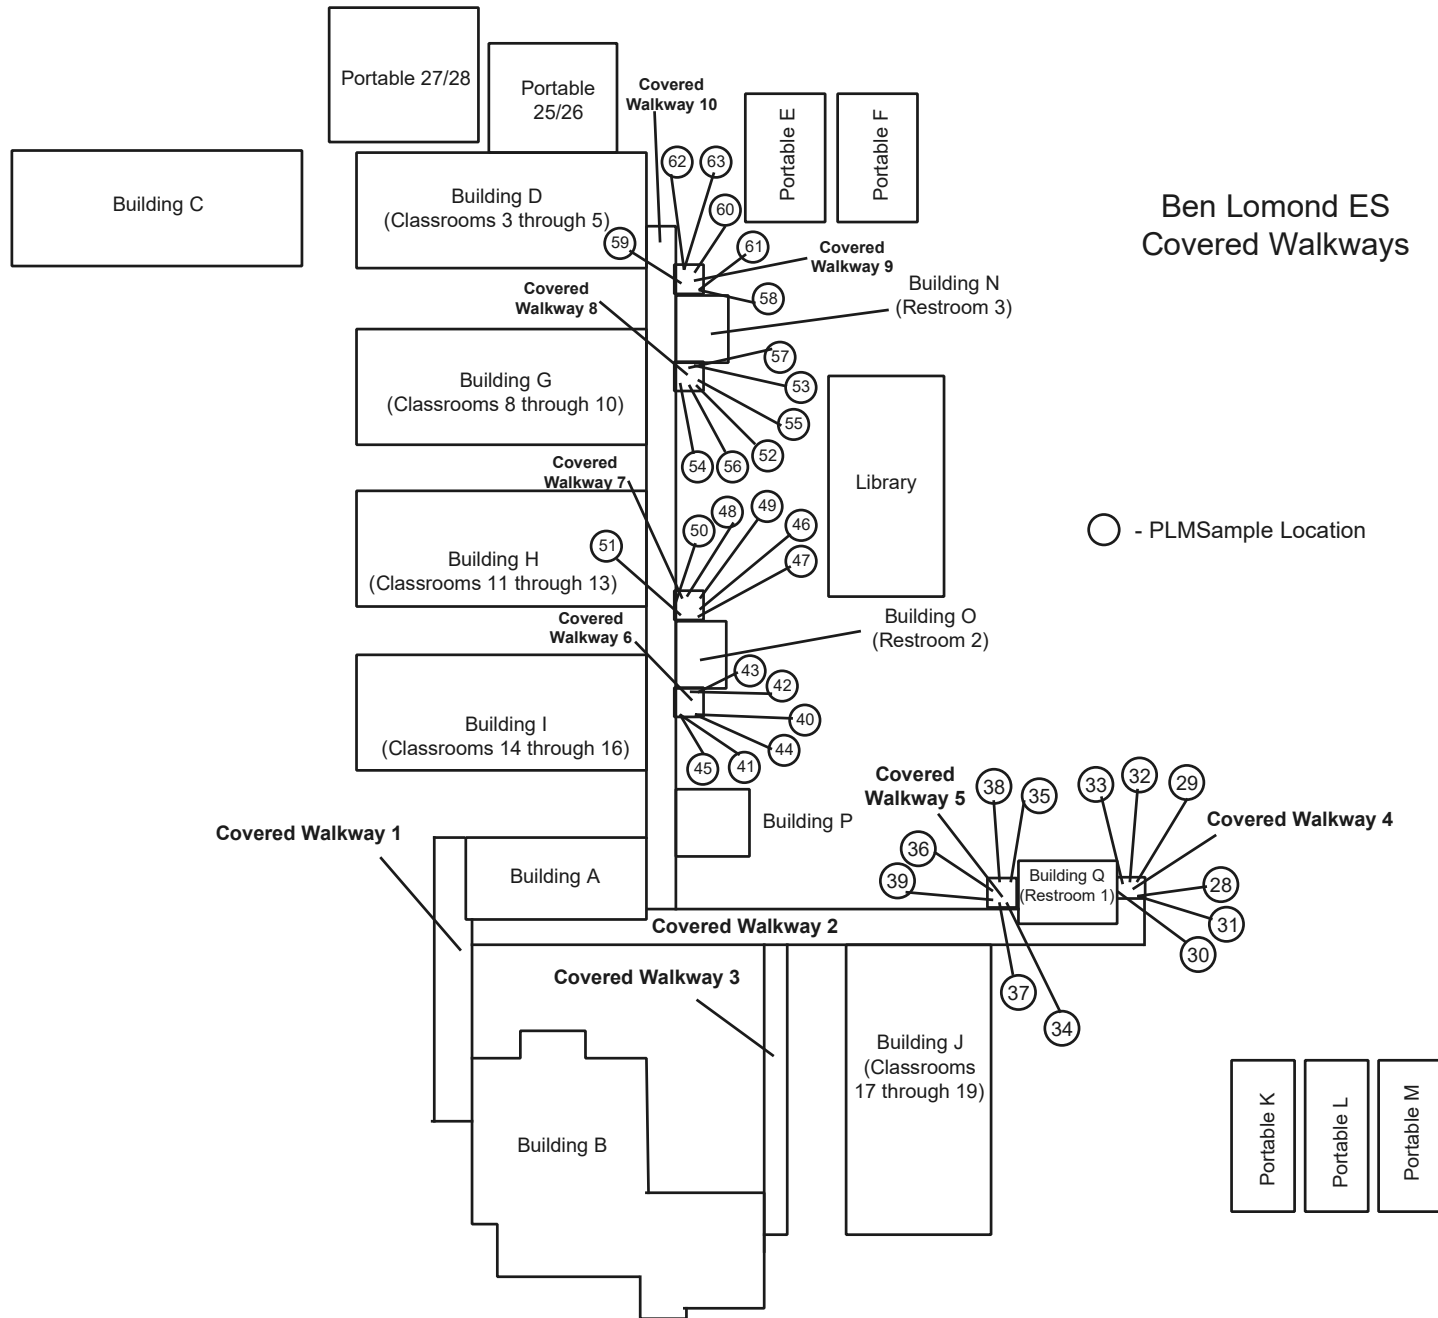 Portable 27/28
Portable
25/26
Covered
Walkway 10
Portable E
Portable F
Building C
Building D
(Classrooms 3 through 5)
62
63
60
59
61
58
Covered
Walkway 9
Ben Lomond ES
Covered Walkways
Covered
Walkway 8
Building N
(Restroom 3)
57
53
55
52
56
54
Building G
(Classrooms 8 through 10)
Library
Covered
Walkway 7
50
48
49
46
47
51
- PLMSample Location
Building H
(Classrooms 11 through 13)
Covered
Walkway 6
Building O
(Restroom 2)
43
42
40
44
41
45
Building I
(Classrooms 14 through 16)
Building P
Covered
Walkway 5
38
35
33
32
29
Covered Walkway 4
36
39
28
31
30
37
34
Building Q
(Restroom 1)
Covered Walkway 1
Building A
Covered Walkway 2
Covered Walkway 3
Building J
(Classrooms
17 through 19)
Building B
Portable K
Portable L
Portable M